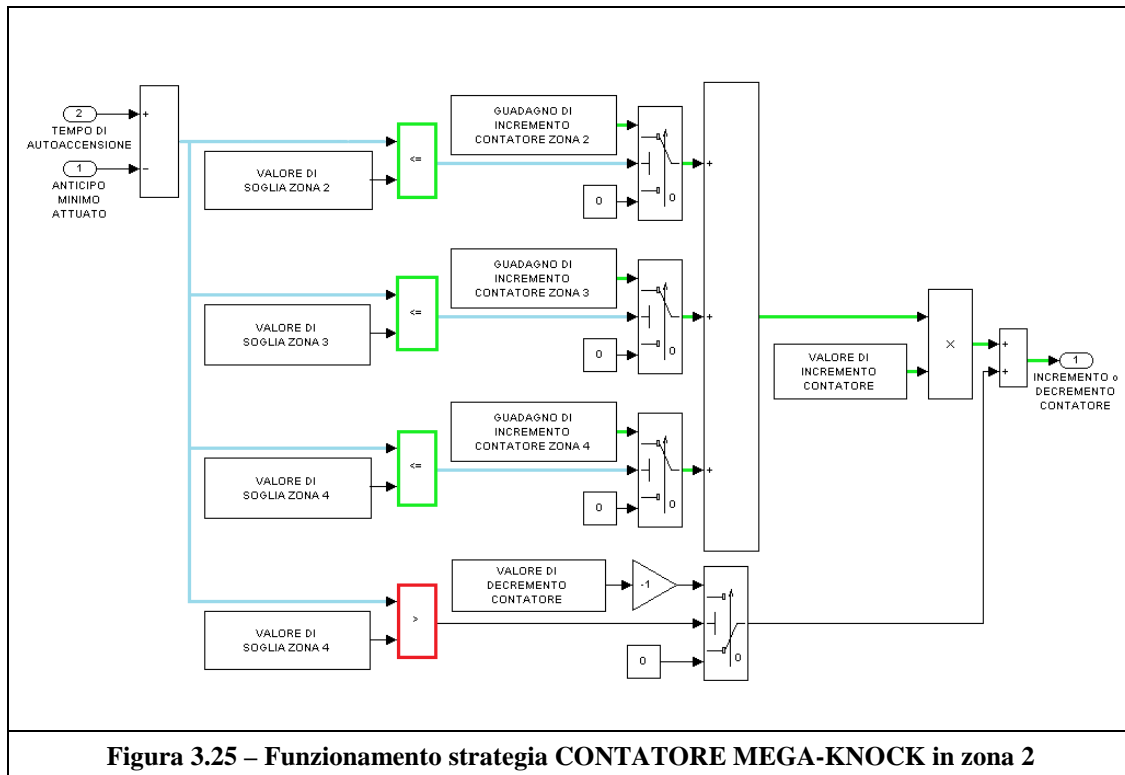 2
TEMPO DI
AUTOACCENSIONE
1
ANTICIPO
MINIMO
ATTUATO
+
−
VALORE DI
SOGLIA ZONA 2
<=
GUADAGNO DI
INCREMENTO
CONTATORE ZONA 2
0
0
+
VALORE DI
SOGLIA ZONA 3
<=
GUADAGNO DI
INCREMENTO
CONTATORE ZONA 3
0
0
+
VALORE DI
SOGLIA ZONA 4
<=
GUADAGNO DI
INCREMENTO
CONTATORE ZONA 4
0
0
+
VALORE DI
SOGLIA ZONA 4
>
VALORE DI
DECREMENTO
CONTATORE
-1
0
0
VALORE DI
INCREMENTO
CONTATORE
×
+
+
1
INCREMENTO o
DECREMENTO
CONTATORE
Figura 3.25 – Funzionamento strategia CONTATORE MEGA-KNOCK in zona 2